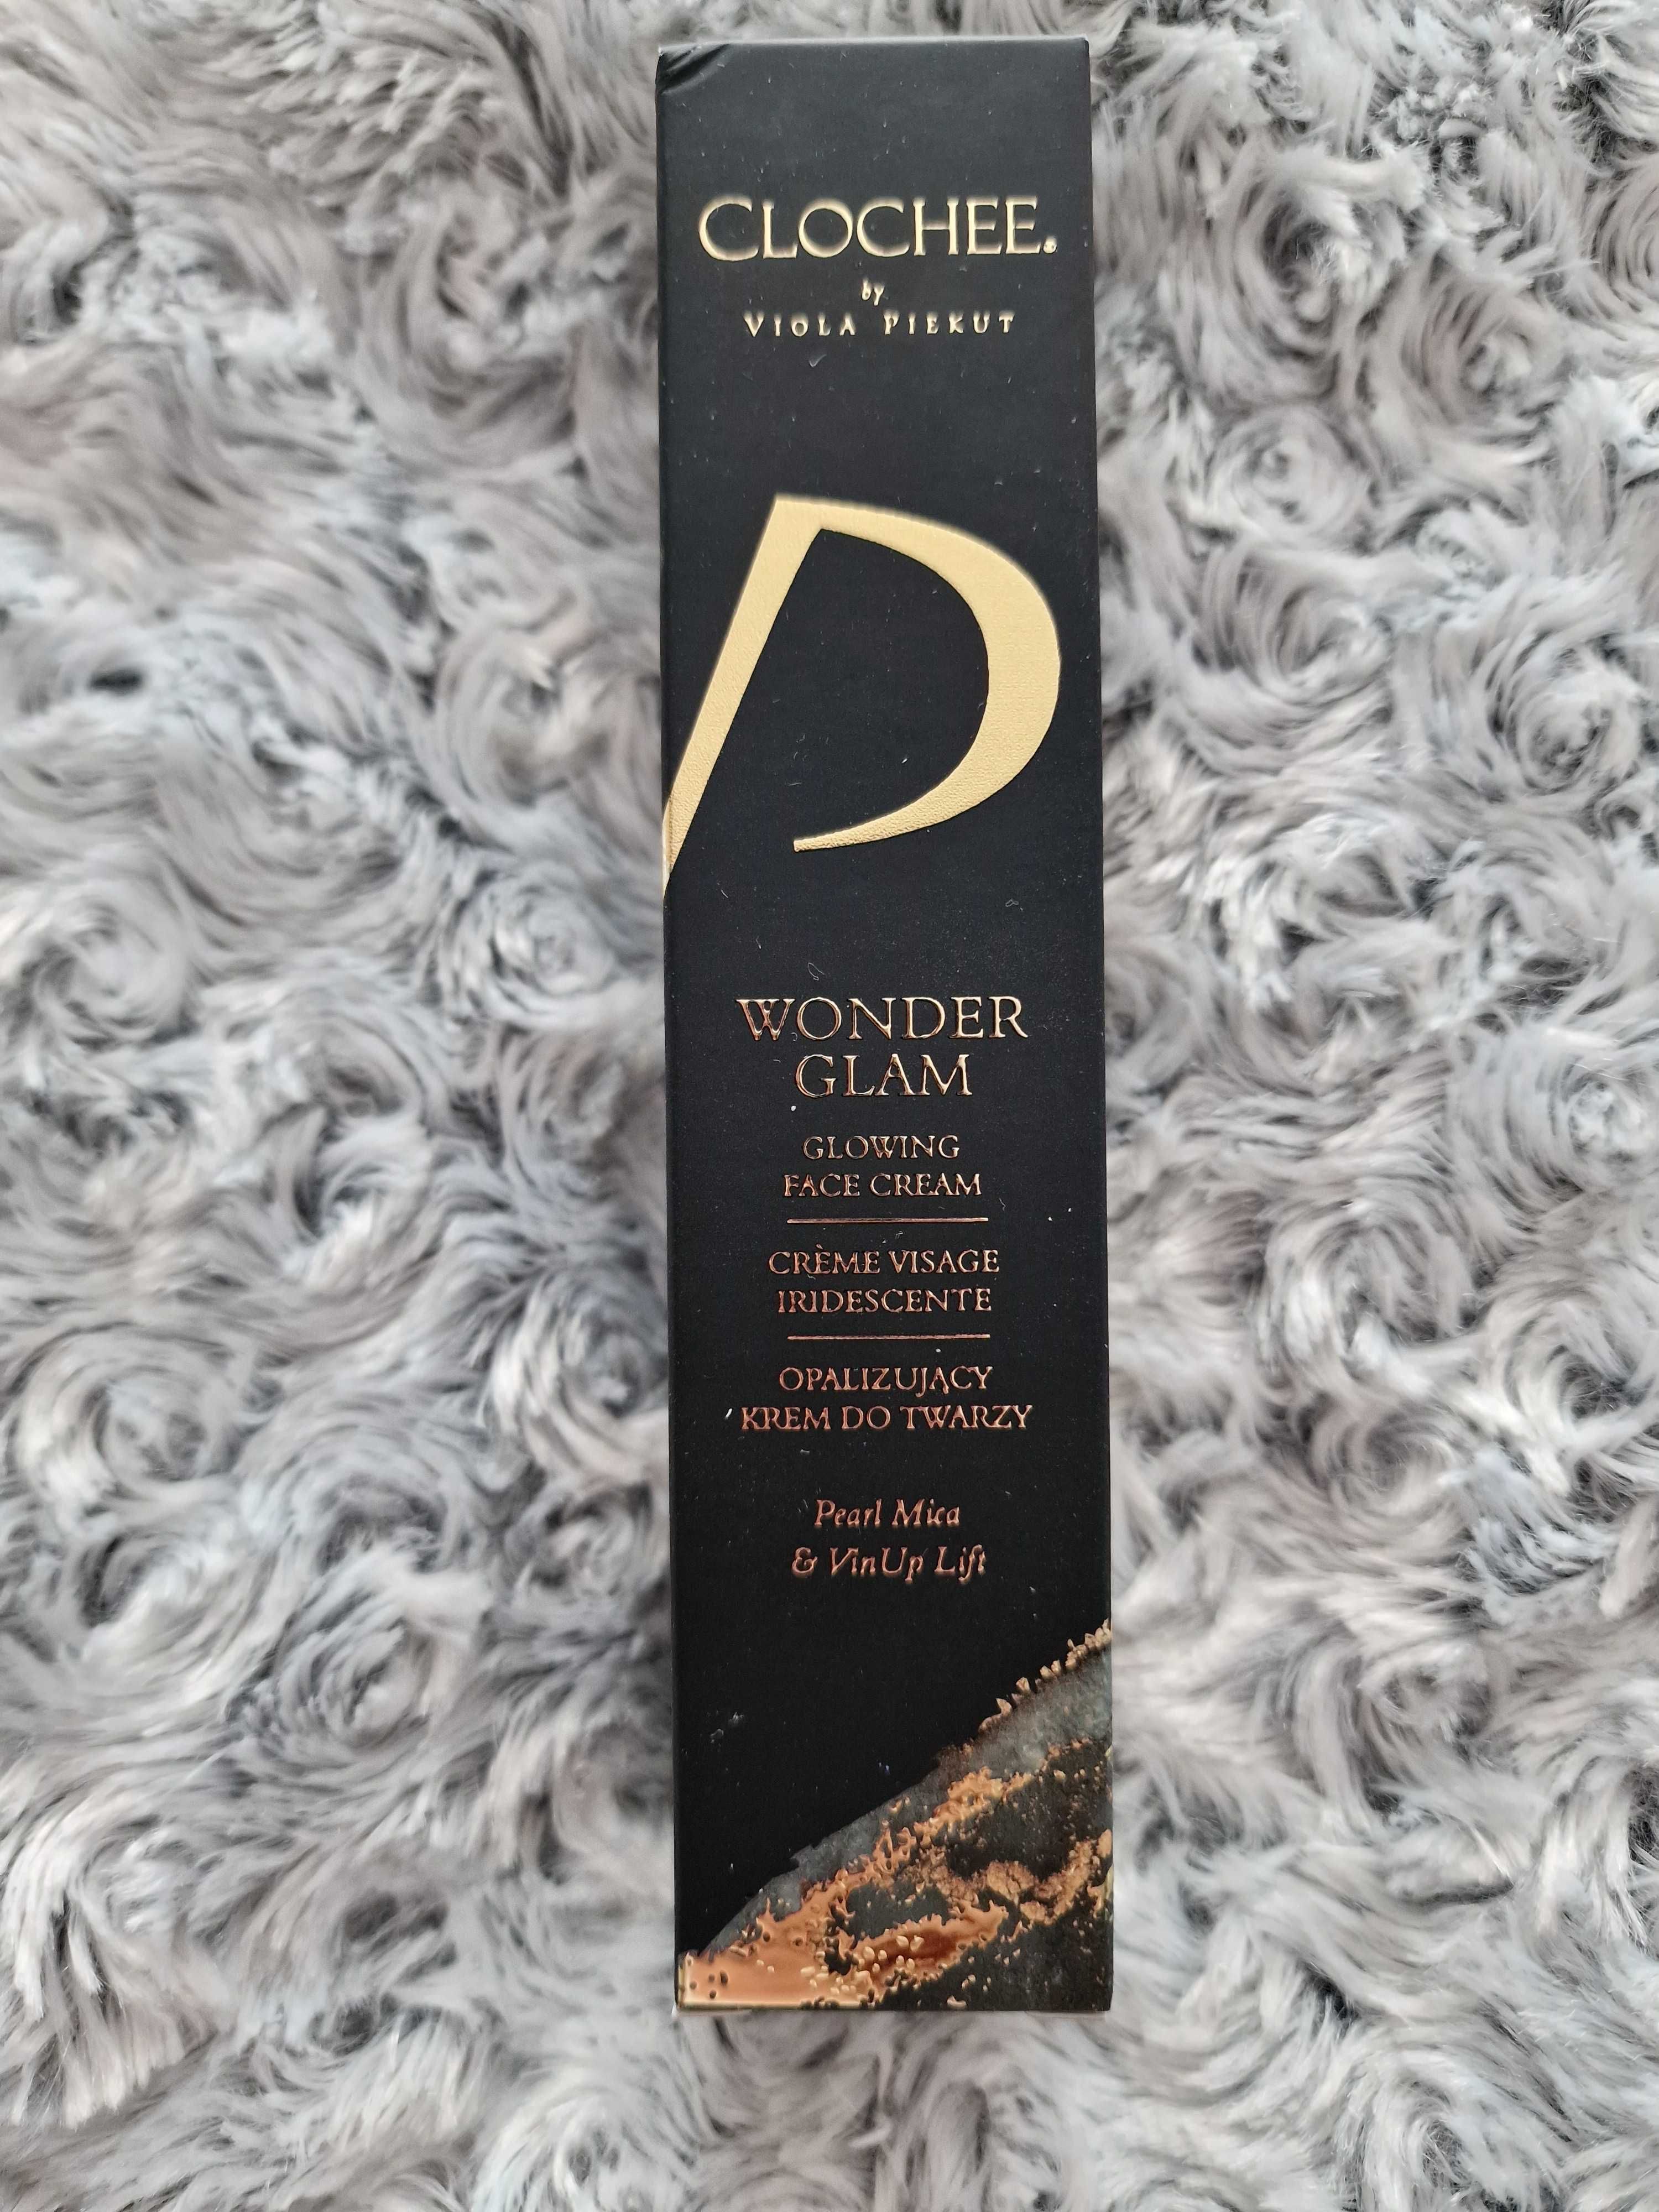 CLOCHEE®
by
VIOLA PIEKUT
P
WONDER
GLAM
GLOWING
FACE CREAM
CRÈME VISAGE
IRIDESCENTE
OPALIZUJĄCY
KREM DO TWARZY
Pearl Mica
& VinUp Lift